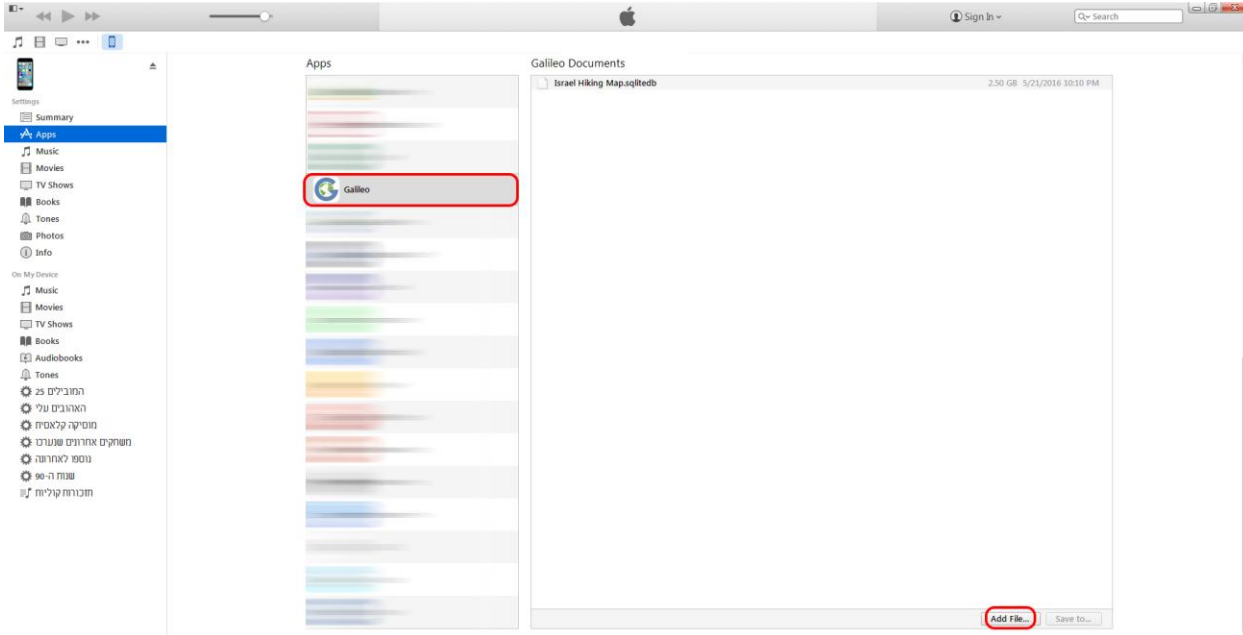 Sign In
Search
Settings
Summary
Apps
Music
Movies
TV Shows
Books
Tones
Photos
Info
On My Device
Music
Movies
TV Shows
Books
Audiobooks
Tones
25 המובילים
האהובים עלי
מוסיקה קלאסית
משחקים אחרונים שנערכו
נוספו לאחרונה
שנות ה-90
תזכורות קוליות
Apps
Galileo
Galileo Documents
Israel Hiking Map.sqlitedb 2.50 GB 5/21/2016 10:10 PM
Add File... Save to...